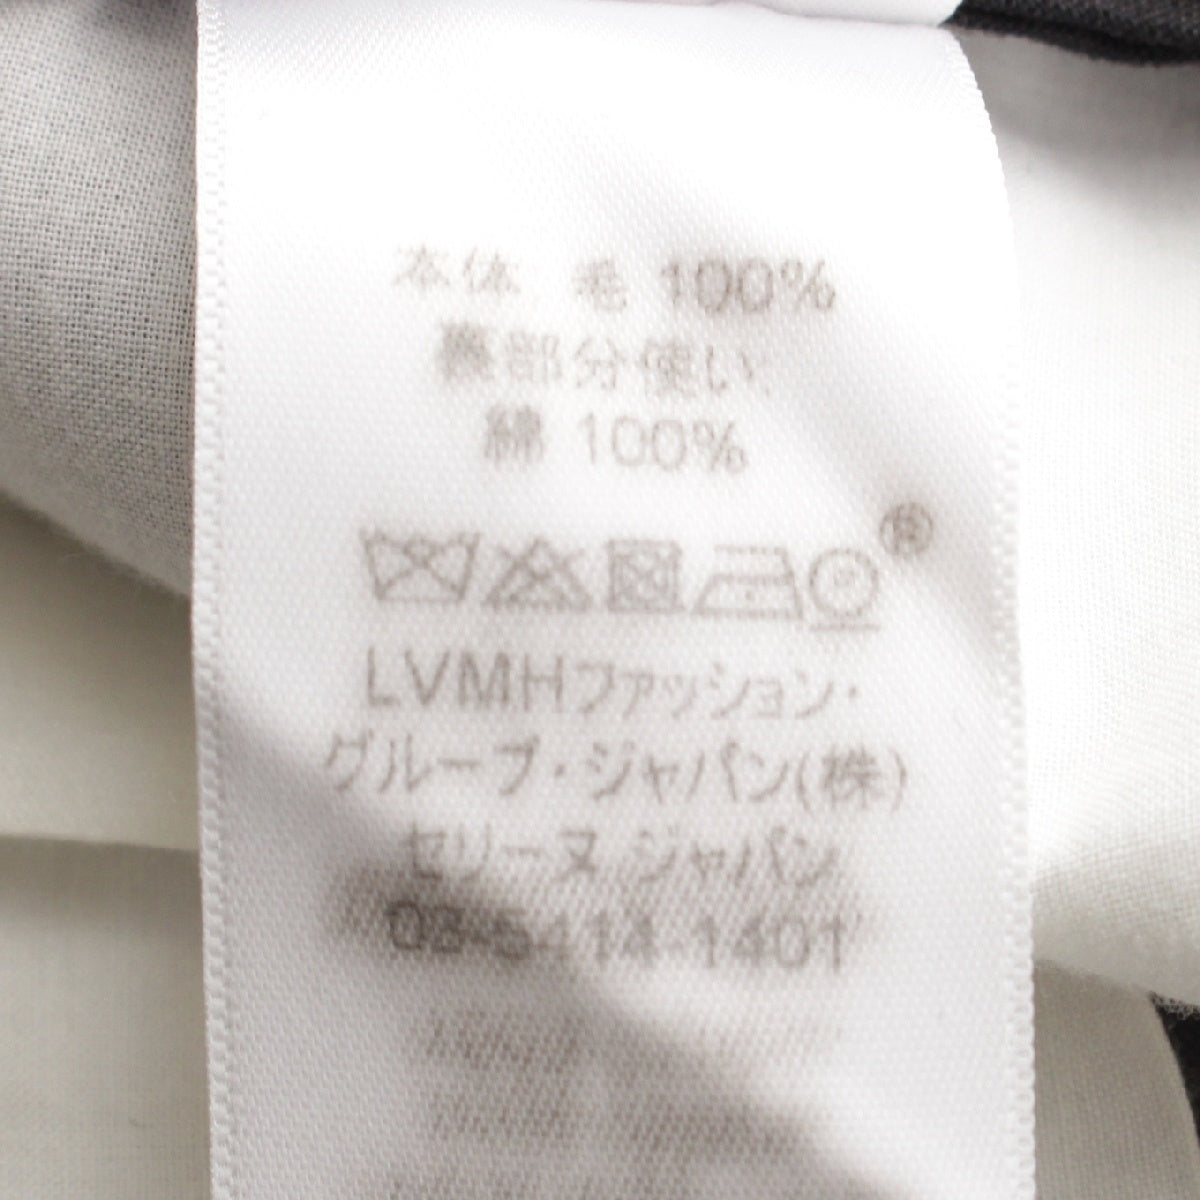 本体 毛 100%
裏部分使い
綿 100%
®
LVMHファッション・
グループ・ジャパン(株)
セリーヌ ジャパン
03-5414-1401